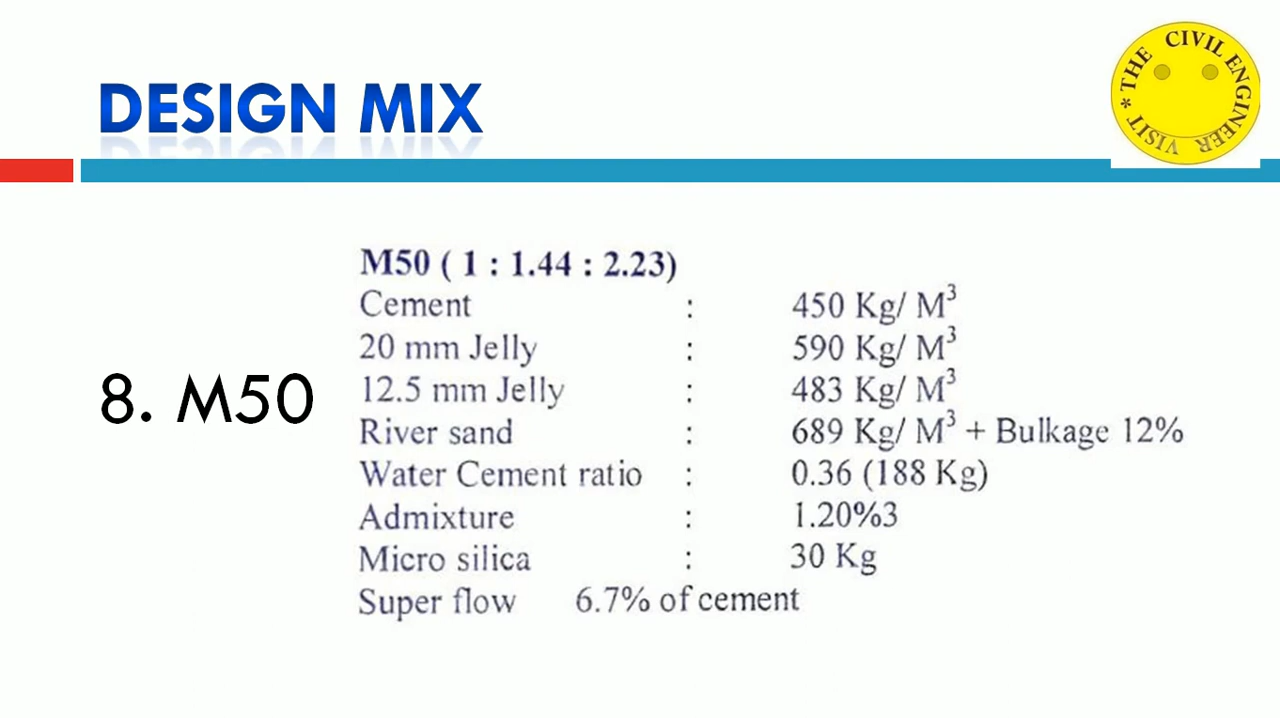 DESIGN MIX
* THE CIVIL ENGINEER VISIT
8. M50
M50 ( 1 : 1.44 : 2.23)
Cement : 450 Kg/ M³
20 mm Jelly : 590 Kg/ M³
12.5 mm Jelly : 483 Kg/ M³
River sand : 689 Kg/ M³ + Bulkage 12%
Water Cement ratio : 0.36 (188 Kg)
Admixture : 1.20%3
Micro silica : 30 Kg
Super flow 6.7% of cement